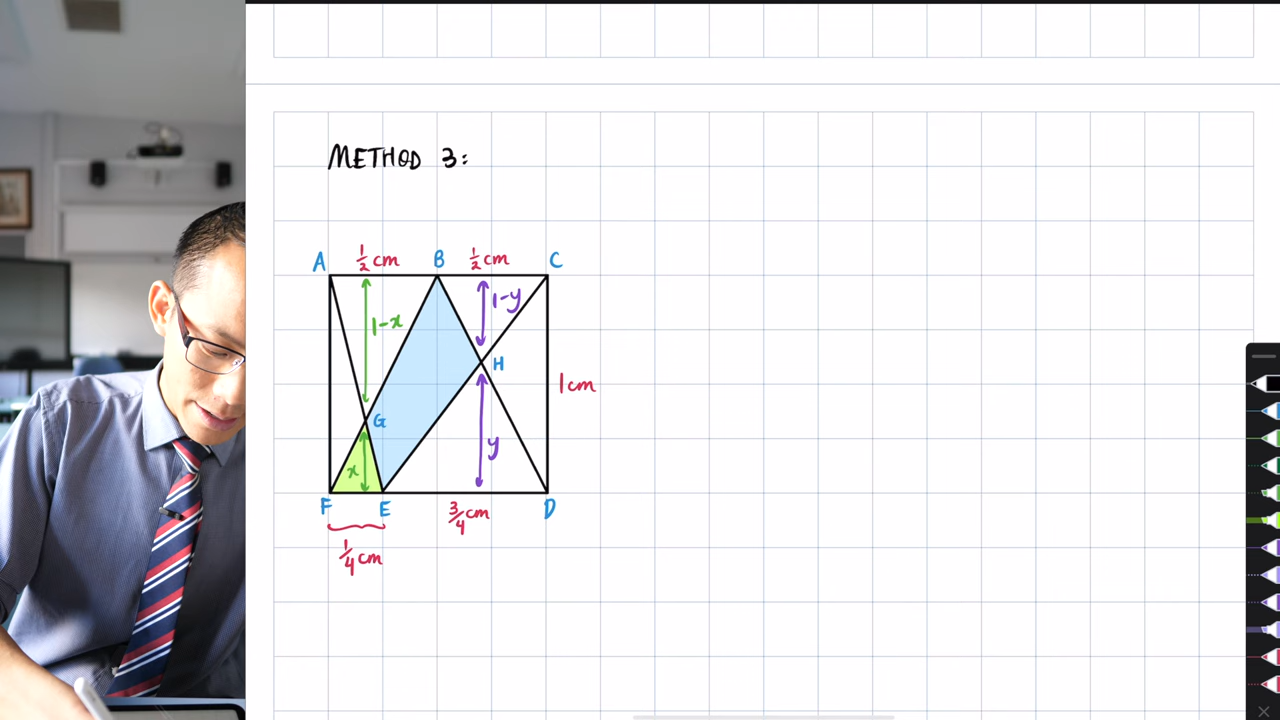 METHOD 3:
A 1/2 cm B 1/2 cm C
1-y
1-x
H
1cm
G
y
x
F E 3/4 cm D
1/4 cm